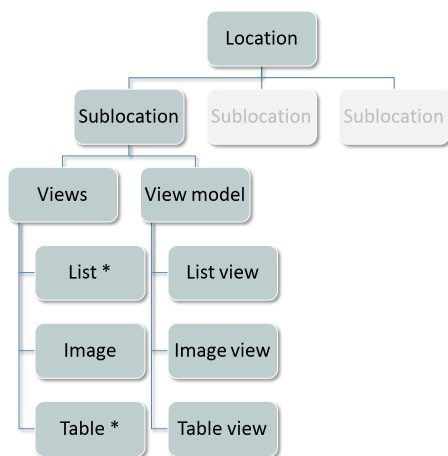 Location
Sublocation
Sublocation
Sublocation
Views
View model
List *
List view
Image
Image view
Table *
Table view